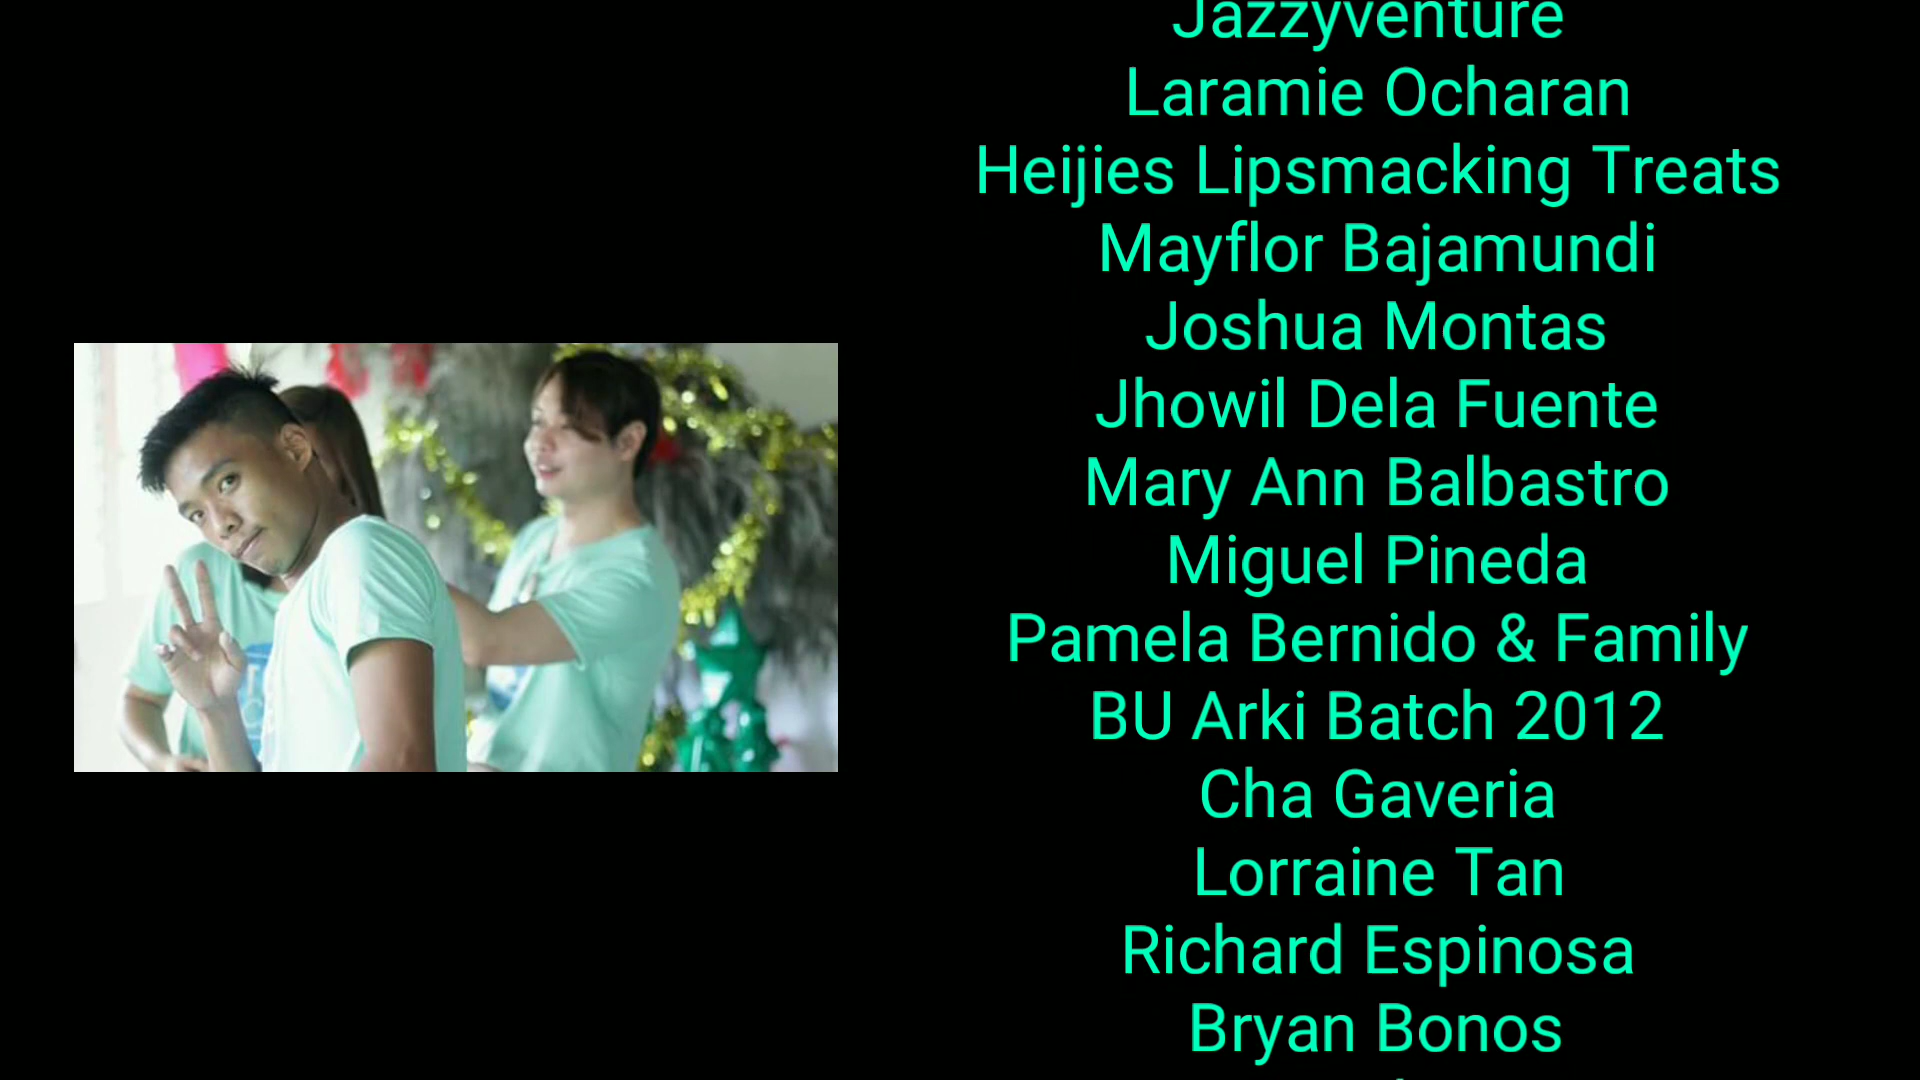 Jazzyventure
Laramie Ocharan
Heijies Lipsmacking Treats
Mayflor Bajamundi
Joshua Montas
Jhowil Dela Fuente
Mary Ann Balbastro
Miguel Pineda
Pamela Bernido & Family
BU Arki Batch 2012
Cha Gaveria
Lorraine Tan
Richard Espinosa
Bryan Bonos